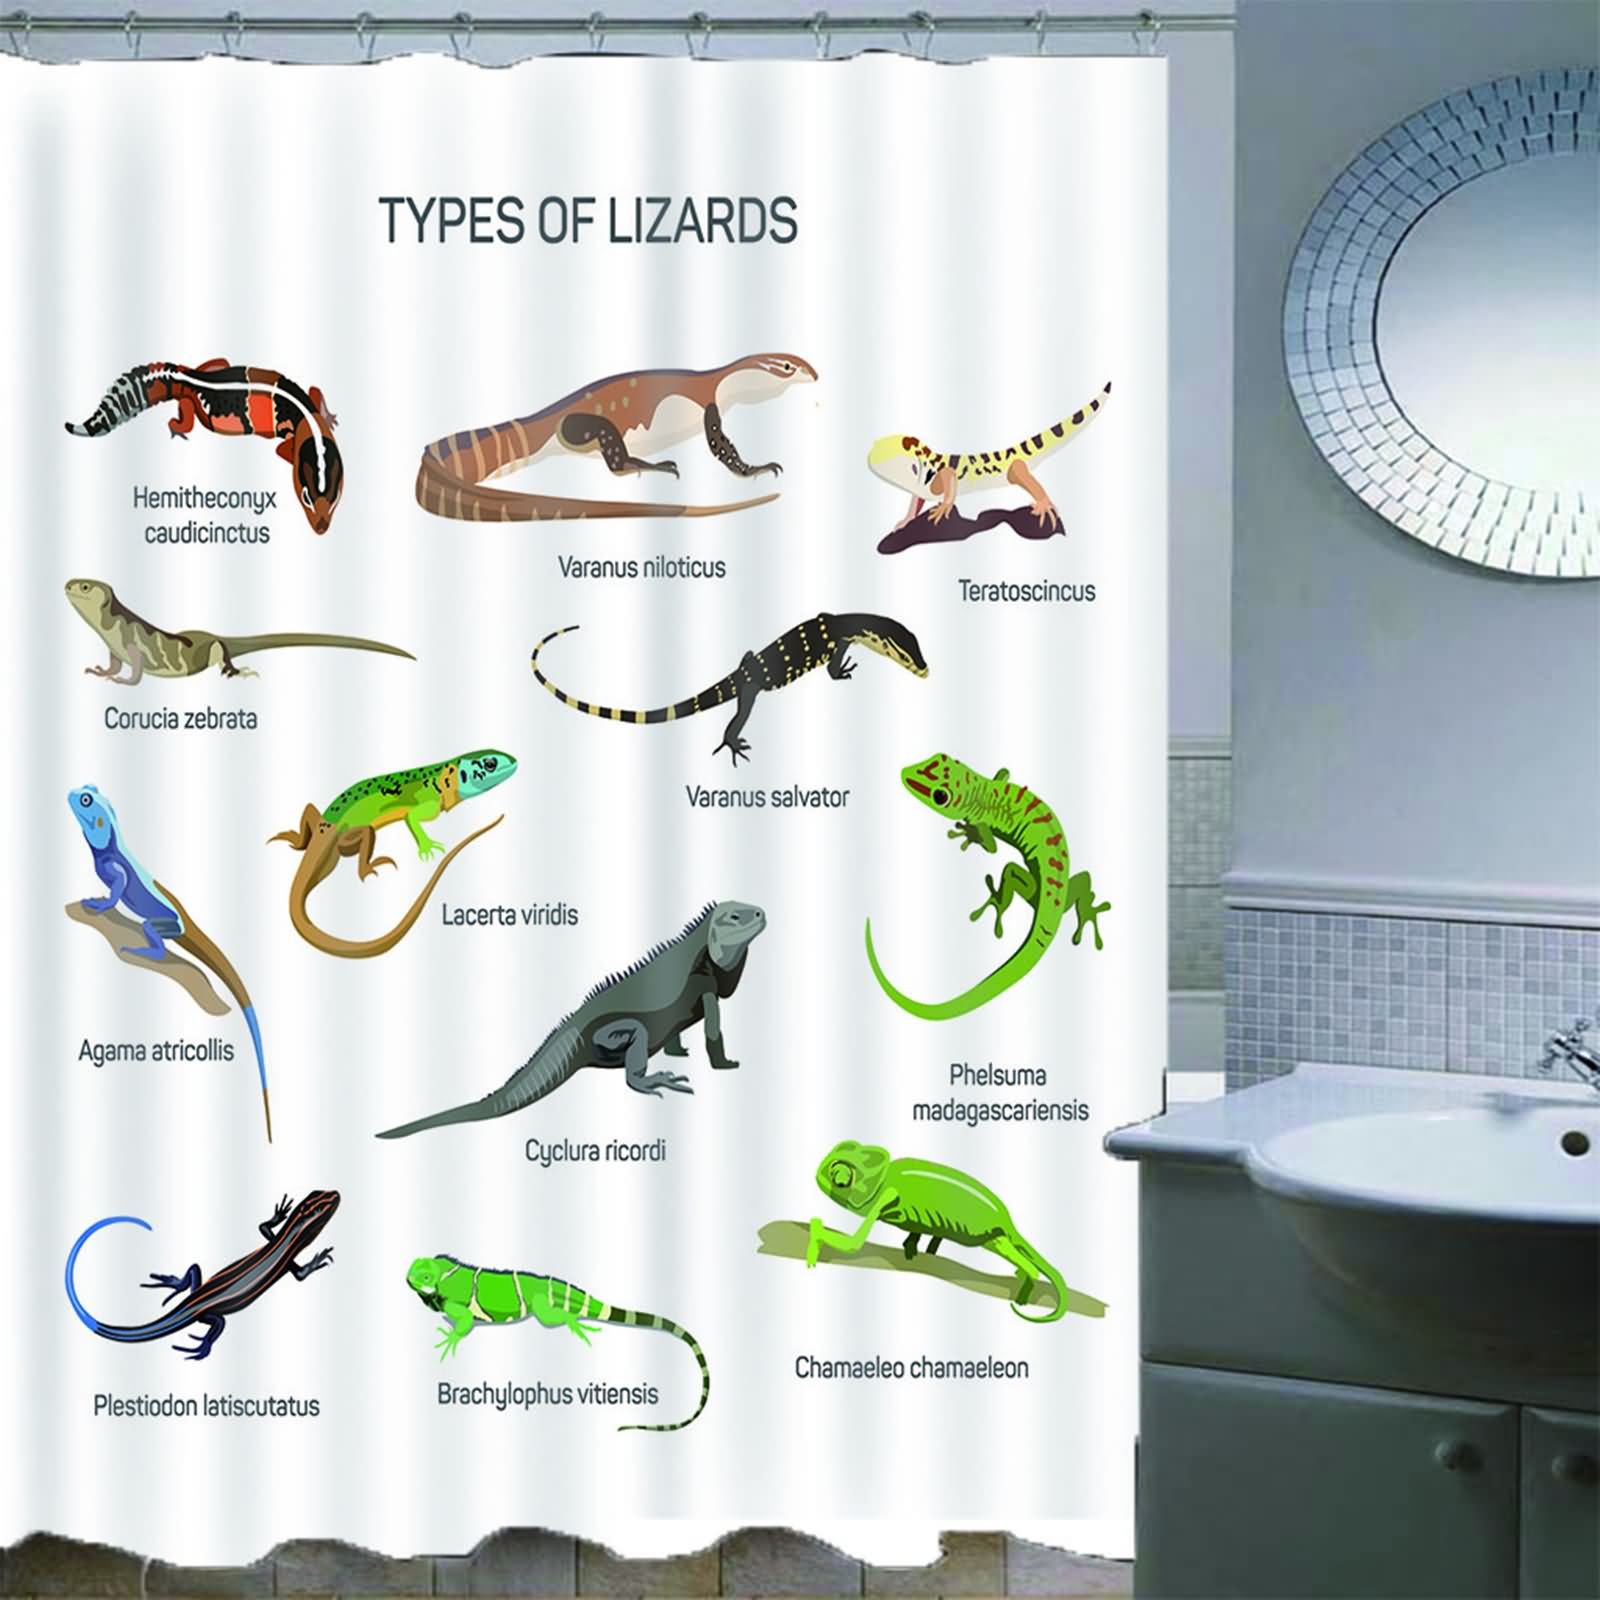 TYPES OF LIZARDS
Hemitheconyx
caudicinctus
Varanus niloticus
Teratoscincus
Corucia zebrata
Varanus salvator
Lacerta viridis
Agama atricollis
Phelsuma
madagascariensis
Cyclura ricordi
Chamaeleo chamaeleon
Plestiodon latiscutatus
Brachylophus vitiensis